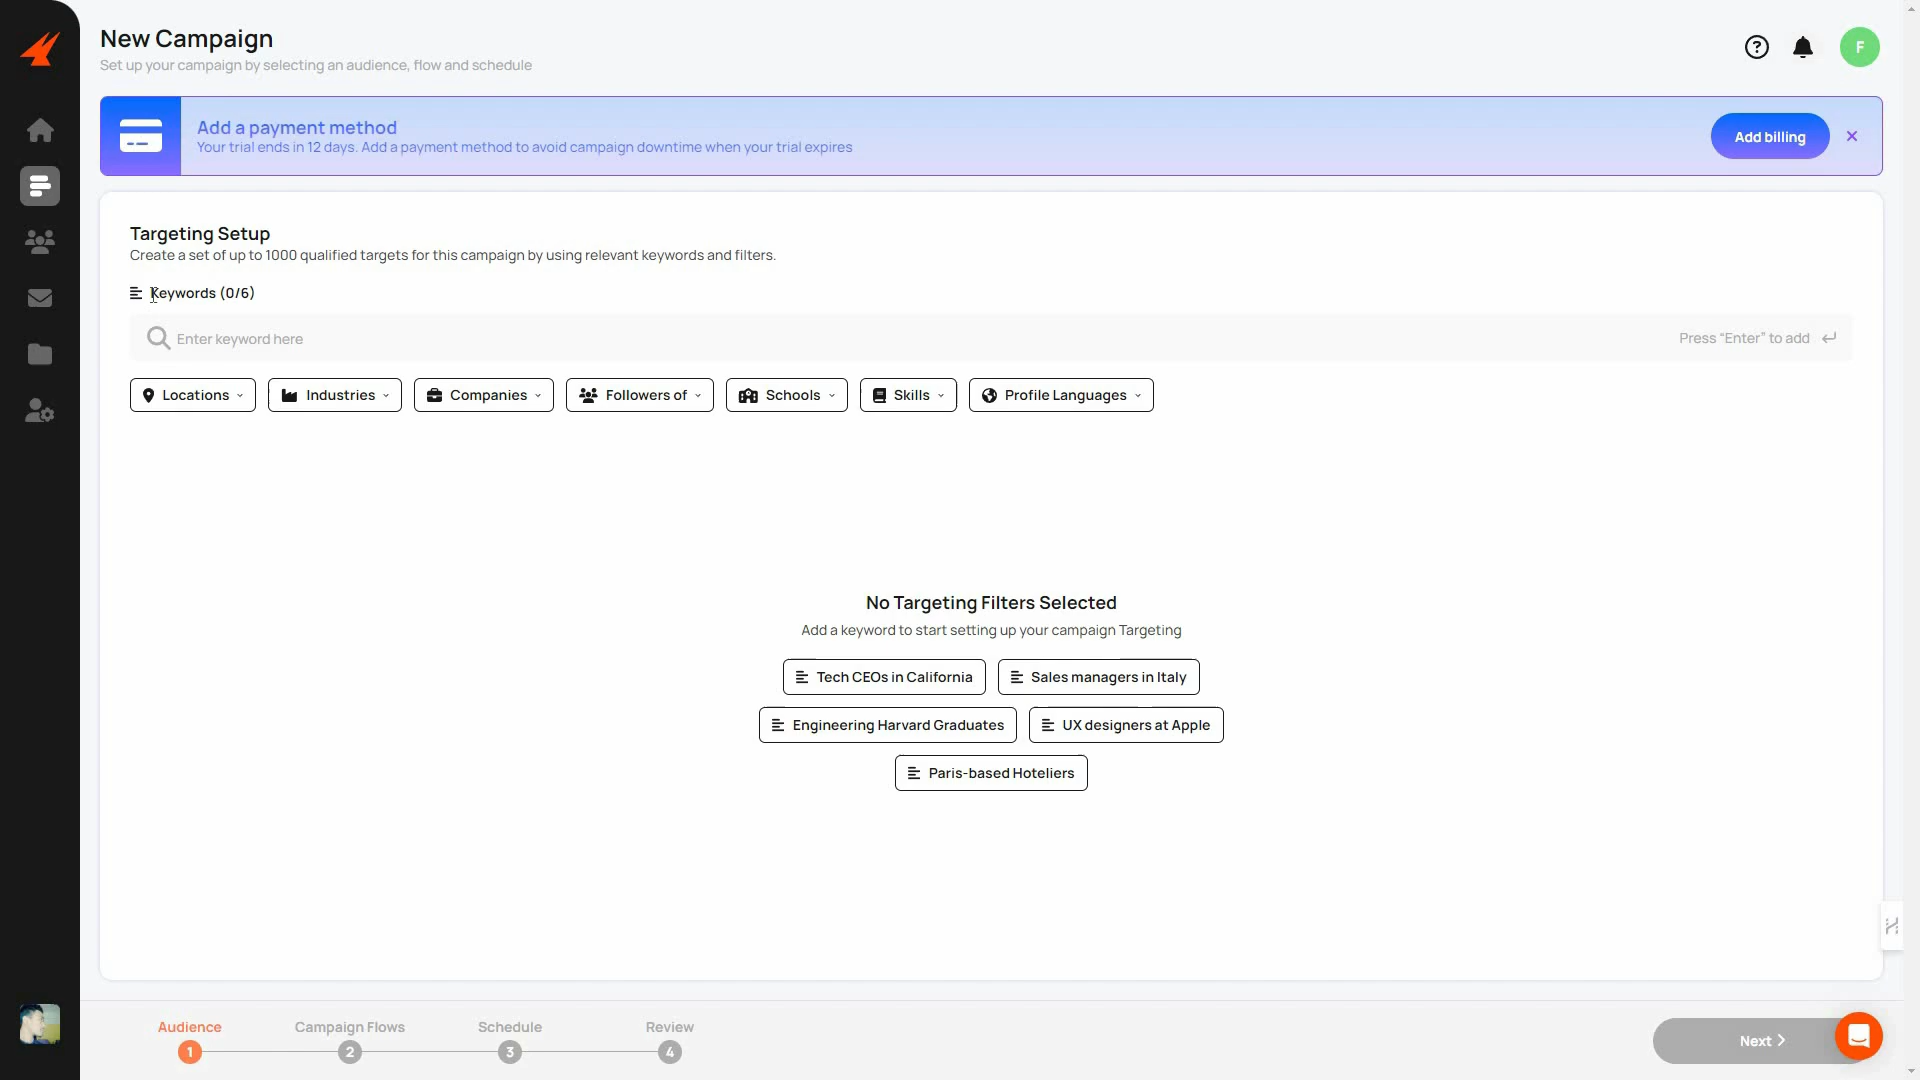 New Campaign
Set up your campaign by selecting an audience, flow and schedule
F
Add a payment method
Your trial ends in 12 days. Add a payment method to avoid campaign downtime when your trial expires
Add billing
Targeting Setup
Create a set of up to 1000 qualified targets for this campaign by using relevant keywords and filters.
Keywords (0/6)
Enter keyword here
Press “Enter” to add
Locations
Industries
Companies
Followers of
Schools
Skills
Profile Languages
No Targeting Filters Selected
Add a keyword to start setting up your campaign Targeting
Tech CEOs in California
Sales managers in Italy
Engineering Harvard Graduates
UX designers at Apple
Paris-based Hoteliers
Audience
Campaign Flows
Schedule
Review
1
2
3
4
Next